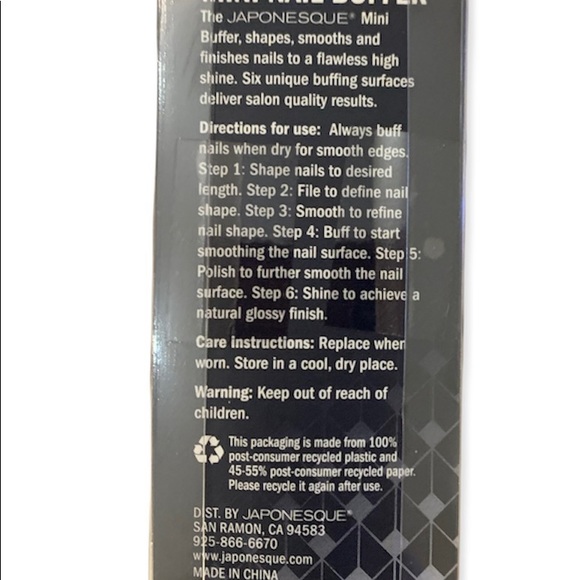 MINI NAIL BUFFER
The JAPONESQUE® Mini
Buffer, shapes, smooths and
finishes nails to a flawless high
shine. Six unique buffing surfaces
deliver salon quality results.
Directions for use: Always buff
nails when dry for smooth edges.
Step 1: Shape nails to desired
length. Step 2: File to define nail
shape. Step 3: Smooth to refine
nail shape. Step 4: Buff to start
smoothing the nail surface. Step 5:
Polish to further smooth the nail
surface. Step 6: Shine to achieve a
natural glossy finish.
Care instructions: Replace when
worn. Store in a cool, dry place.
Warning: Keep out of reach of
children.
This packaging is made from 100%
post-consumer recycled plastic and
45-55% post-consumer recycled paper.
Please recycle it again after use.
DIST. BY JAPONESQUE®
SAN RAMON, CA 94583
925-866-6670
www.japonesque.com
MADE IN CHINA